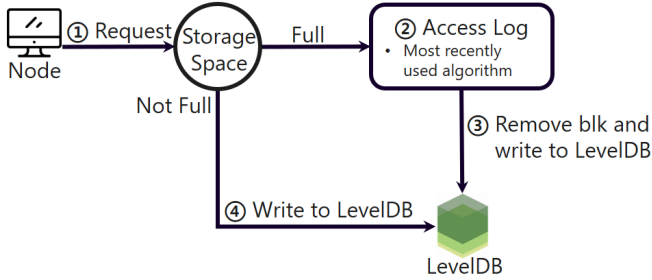 ① Request
Node
Storage
Space
Full
② Access Log
• Most recently
used algorithm
Not Full
③ Remove blk and
write to LevelDB
④ Write to LevelDB
LevelDB